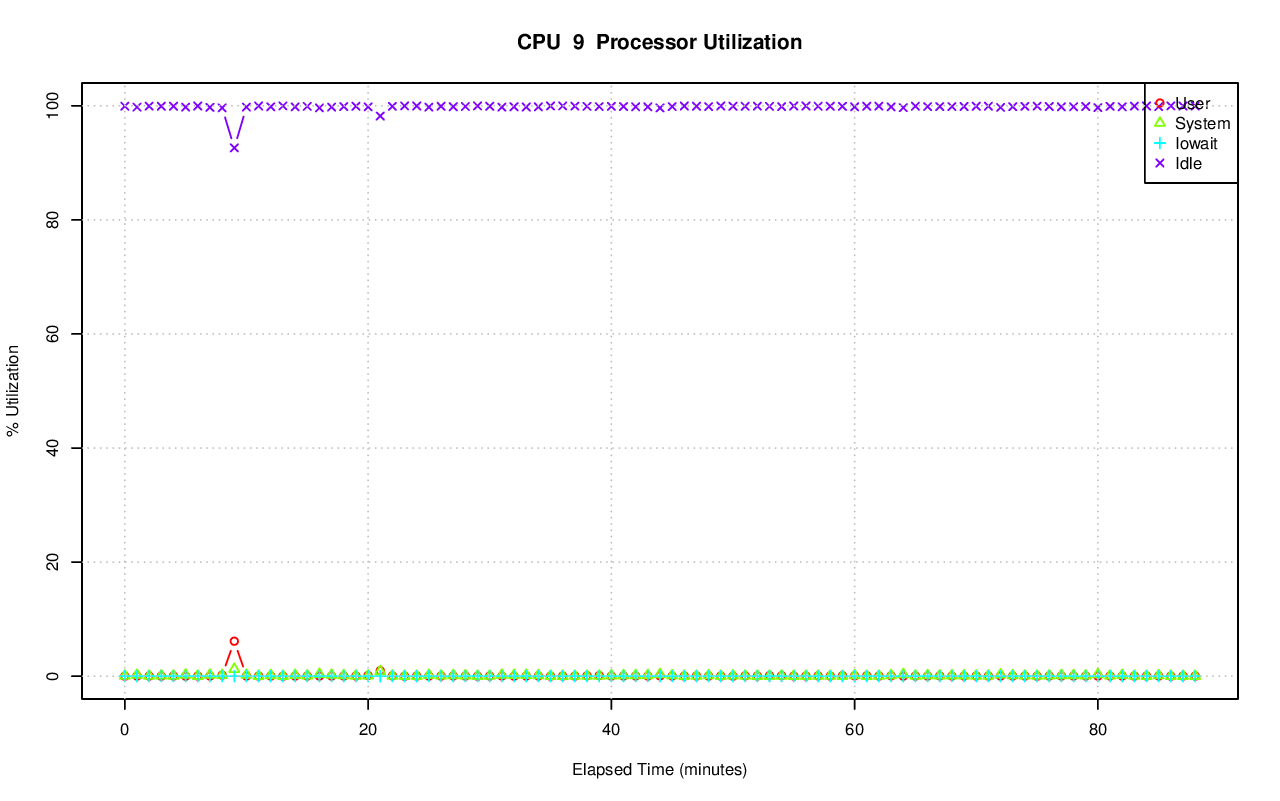 CPU 9 Processor Utilization
% Utilization
100
80
60
40
20
0
User
System
Iowait
Idle
0 20 40 60 80
Elapsed Time (minutes)